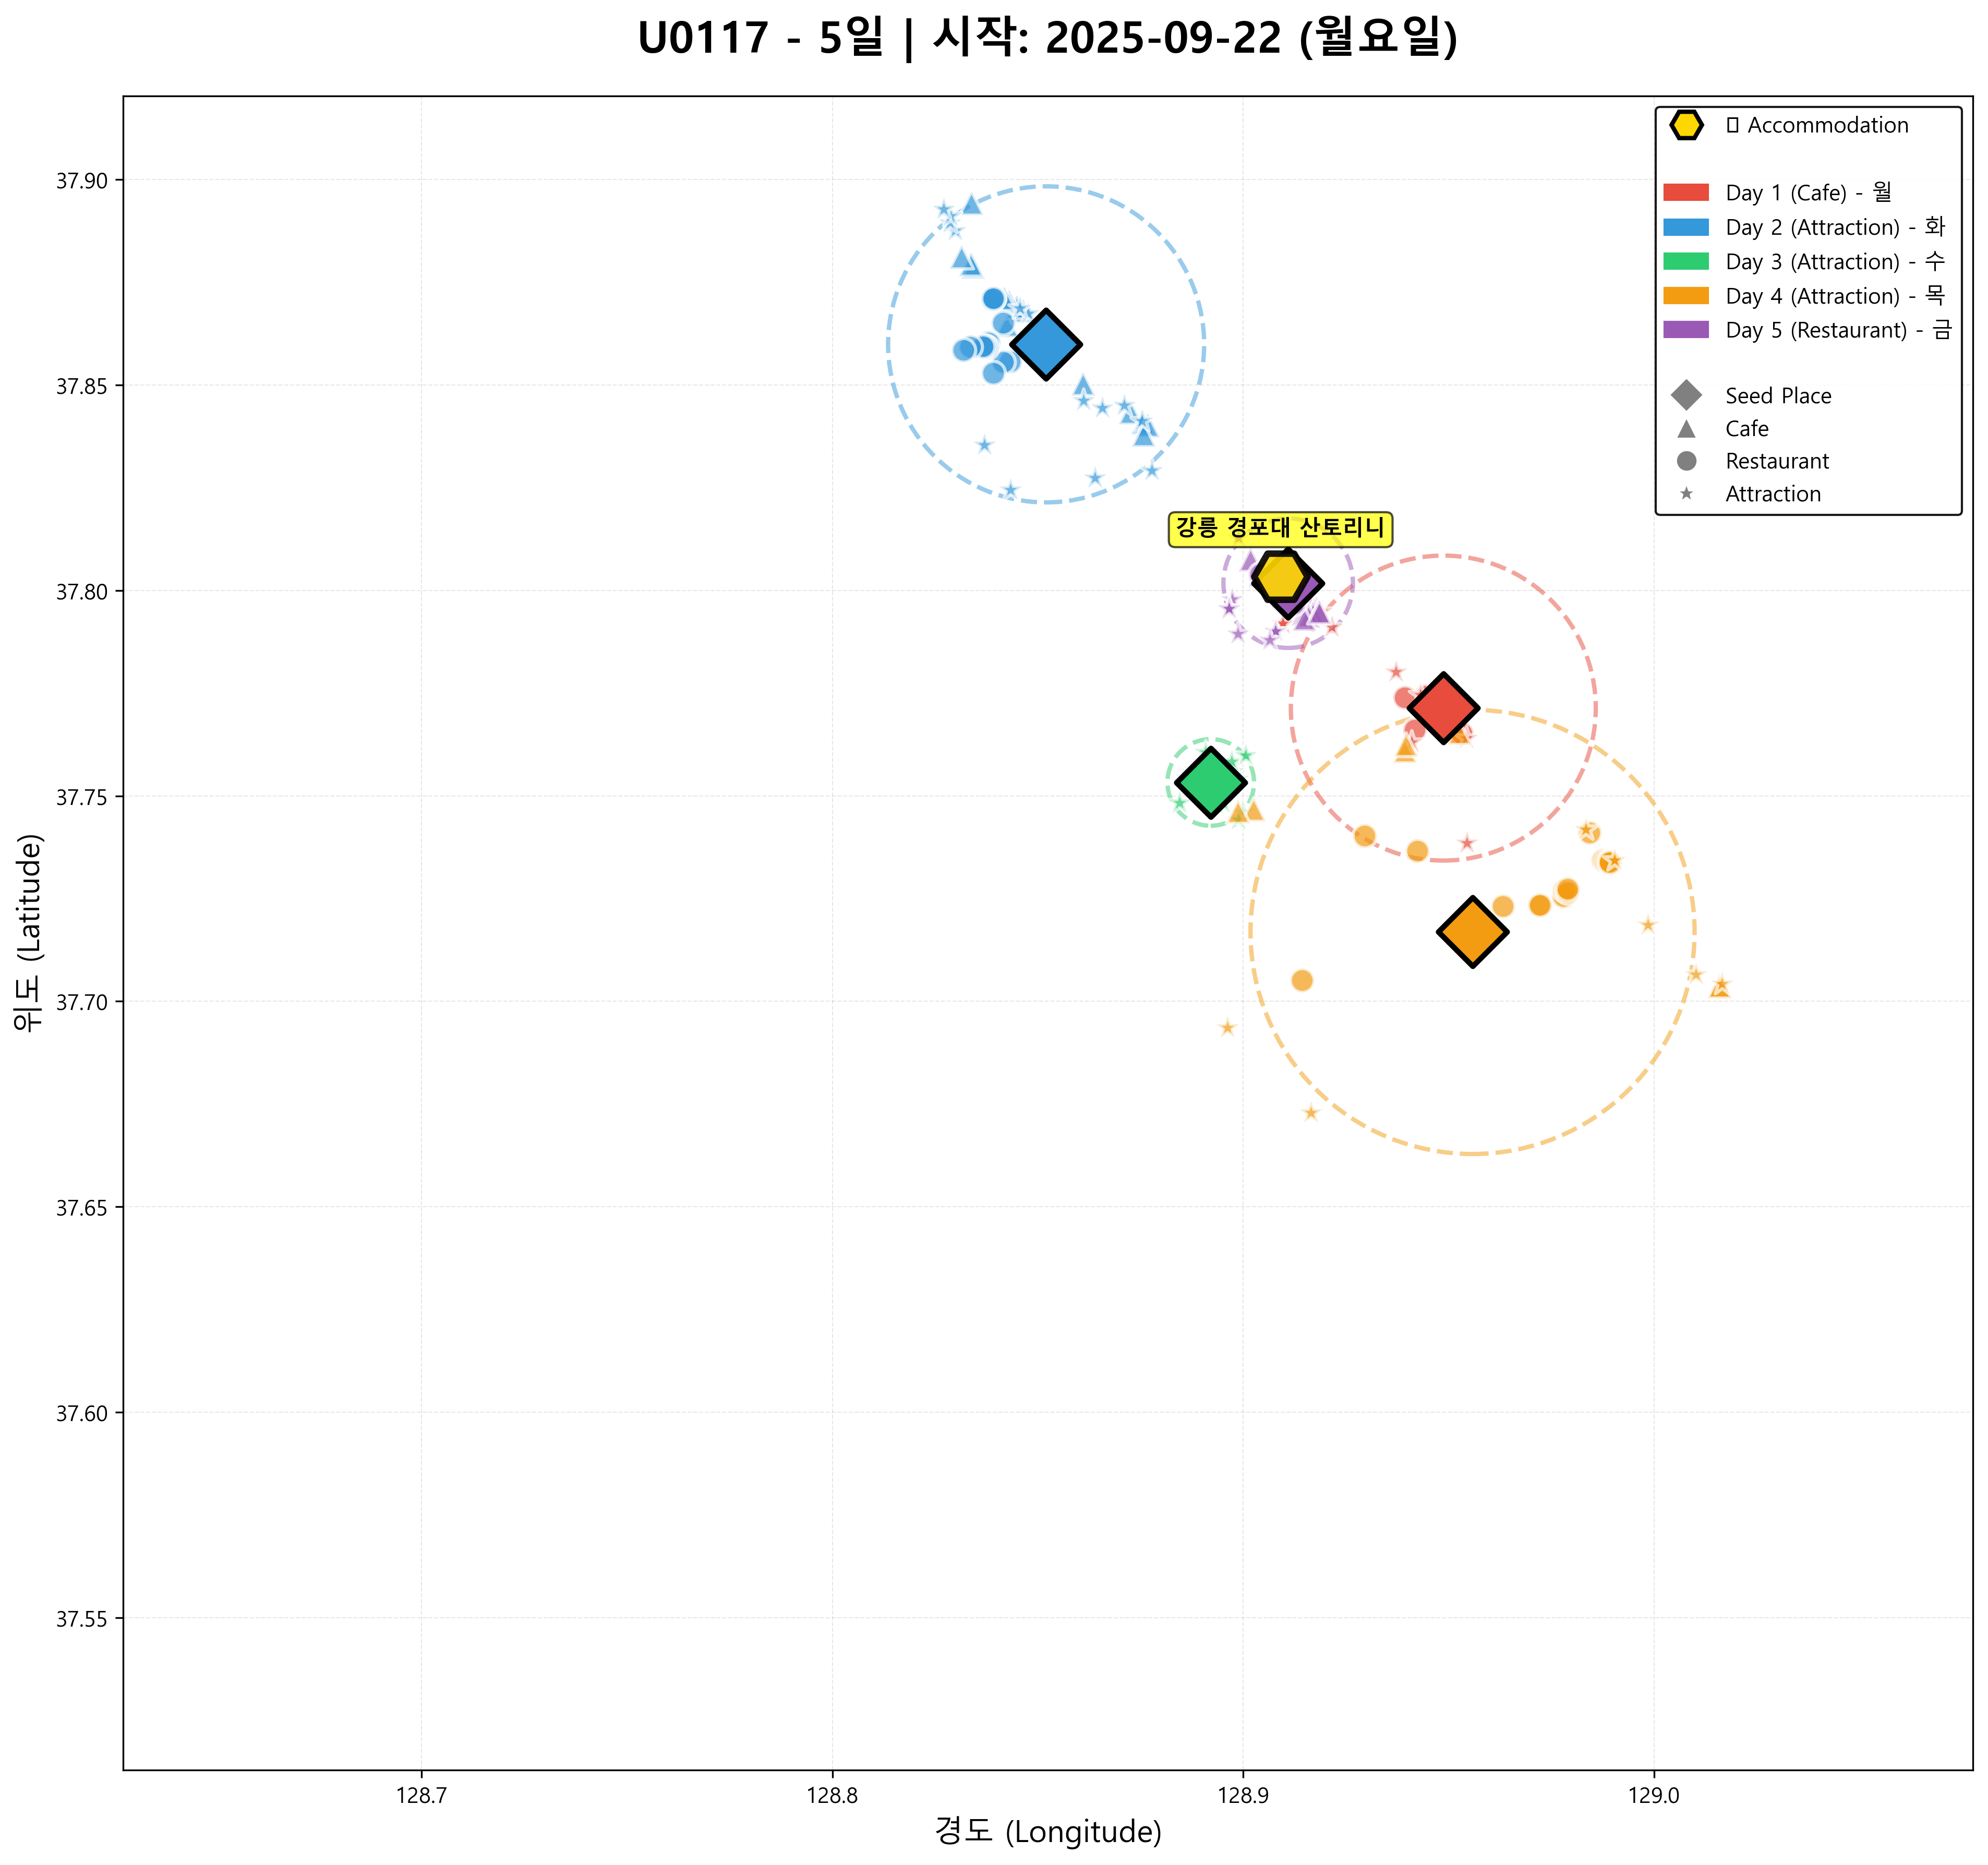 U0117 - 5일 | 시작: 2025-09-22 (월요일)
□ Accommodation
Day 1 (Cafe) - 월
Day 2 (Attraction) - 화
Day 3 (Attraction) - 수
Day 4 (Attraction) - 목
Day 5 (Restaurant) - 금
Seed Place
Cafe
Restaurant
Attraction
강릉 경포대 산토리니
37.90
37.85
37.80
37.75
37.70
37.65
37.60
37.55
위도 (Latitude)
128.7
128.8
128.9
129.0
경도 (Longitude)